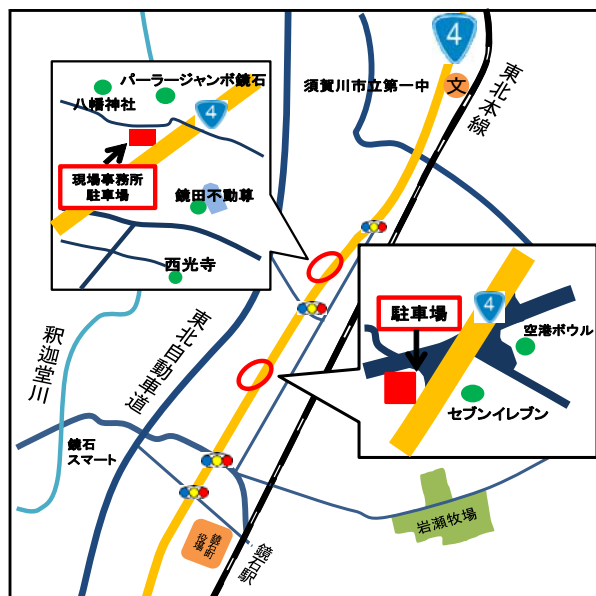 4
文
須賀川市立第一中
東北本線
パーラージャンボ鏡石
八幡神社
4
現場事務所
駐車場
鏡田不動尊
西光寺
釈迦堂川
東北自動車道
駐車場
4
空港ボウル
セブンイレブン
鏡石
スマート
鏡石町
役場
鏡石駅
岩瀬牧場